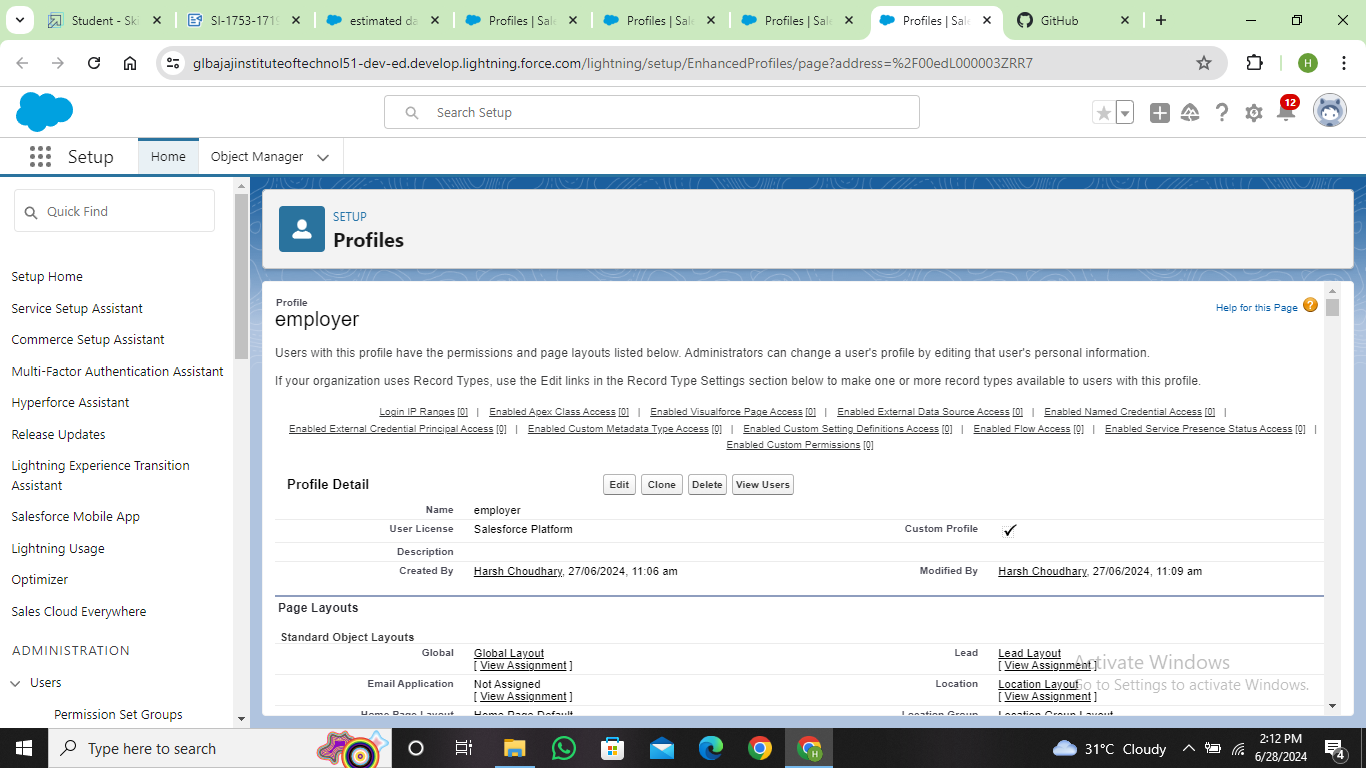 Student - Ski
SI-1753-1719
estimated da
Profiles | Sale
Profiles | Sale
Profiles | Sale
Profiles | Sale
GitHub
glbajajinstituteoftechnol51-dev-ed.develop.lightning.force.com/lightning/setup/EnhancedProfiles/page?address=%2F00edL000003ZRR7
H
Search Setup
12
Setup
Home
Object Manager
Quick Find
Setup Home
Service Setup Assistant
Commerce Setup Assistant
Multi-Factor Authentication Assistant
Hyperforce Assistant
Release Updates
Lightning Experience Transition
Assistant
Salesforce Mobile App
Lightning Usage
Optimizer
Sales Cloud Everywhere
ADMINISTRATION
Users
Permission Set Groups
SETUP
Profiles
Profile
employer
Help for this Page
Users with this profile have the permissions and page layouts listed below. Administrators can change a user's profile by editing that user's personal information.
If your organization uses Record Types, use the Edit links in the Record Type Settings section below to make one or more record types available to users with this profile.
Login IP Ranges [0] | Enabled Apex Class Access [0] | Enabled Visualforce Page Access [0] | Enabled External Data Source Access [0] | Enabled Named Credential Access [0] |
Enabled External Credential Principal Access [0] | Enabled Custom Metadata Type Access [0] | Enabled Custom Setting Definitions Access [0] | Enabled Flow Access [0] | Enabled Service Presence Status Access [0] |
Enabled Custom Permissions [0]
Profile Detail
Edit
Clone
Delete
View Users
Name employer
User License Salesforce Platform Custom Profile
Description
Created By Harsh Choudhary, 27/06/2024, 11:06 am Modified By Harsh Choudhary, 27/06/2024, 11:09 am
Page Layouts
Standard Object Layouts
Global Global Layout Lead Lead Layout
[ View Assignment ] [ View Assignment ]
Email Application Not Assigned Location Location Layout
[ View Assignment ] [ View Assignment ]
Home Page Layout Home Page Default Location Group Location Group Layout
Activate Windows
Go to Settings to activate Windows.
Type here to search
H
31°C Cloudy
2:12 PM
6/28/2024
4